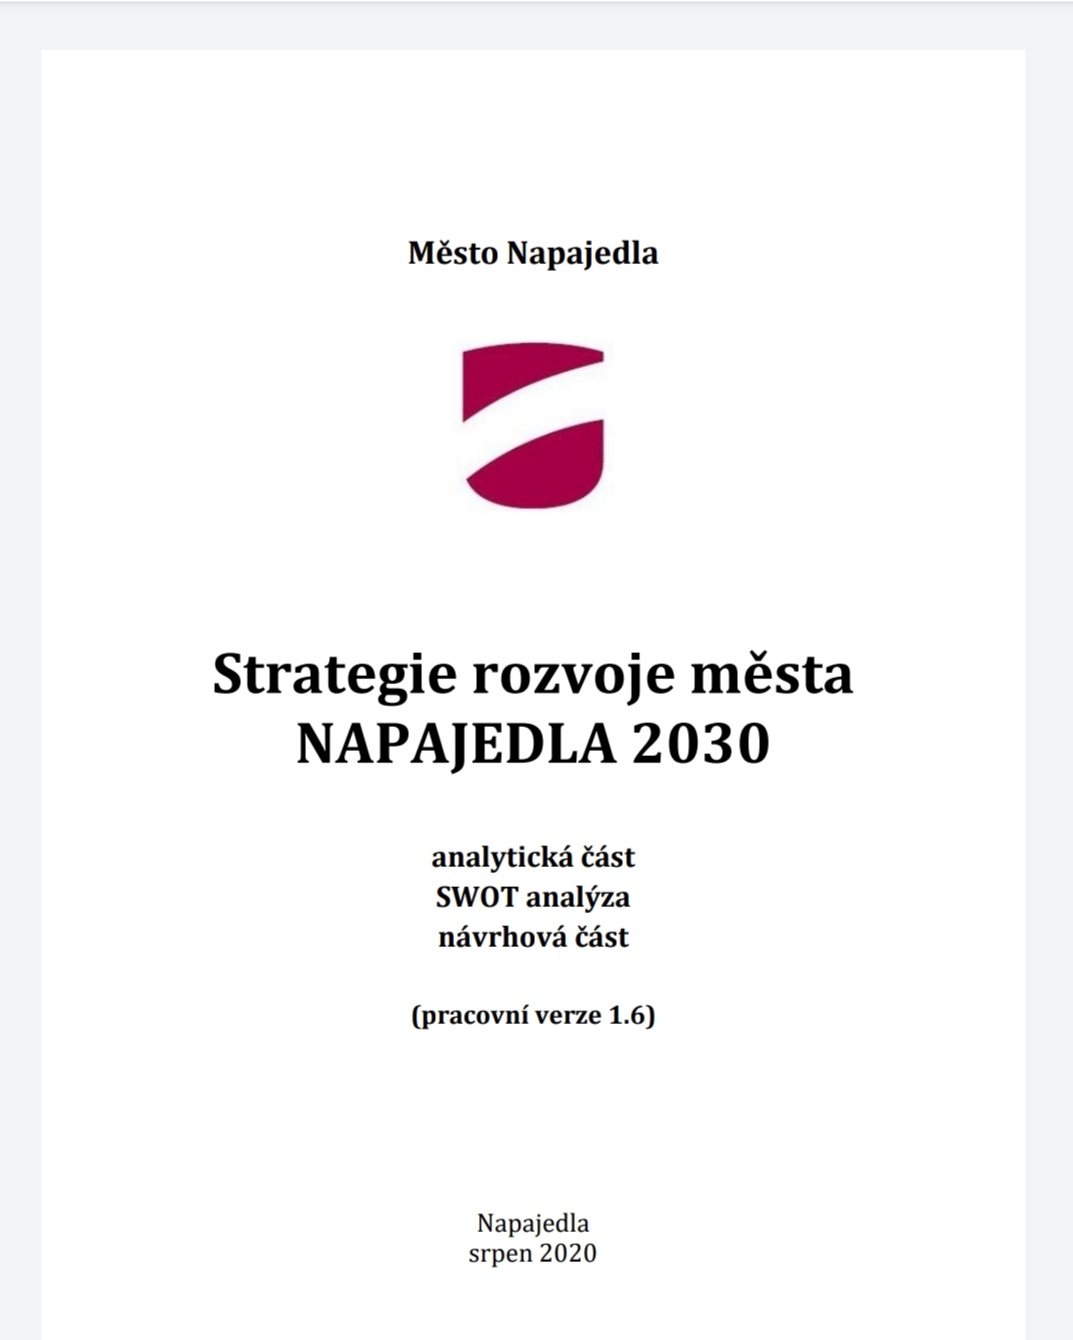 Město Napajedla
Strategie rozvoje města
NAPAJEDLA 2030
analytická část
SWOT analýza
návrhová část
(pracovní verze 1.6)
Napajedla
srpen 2020